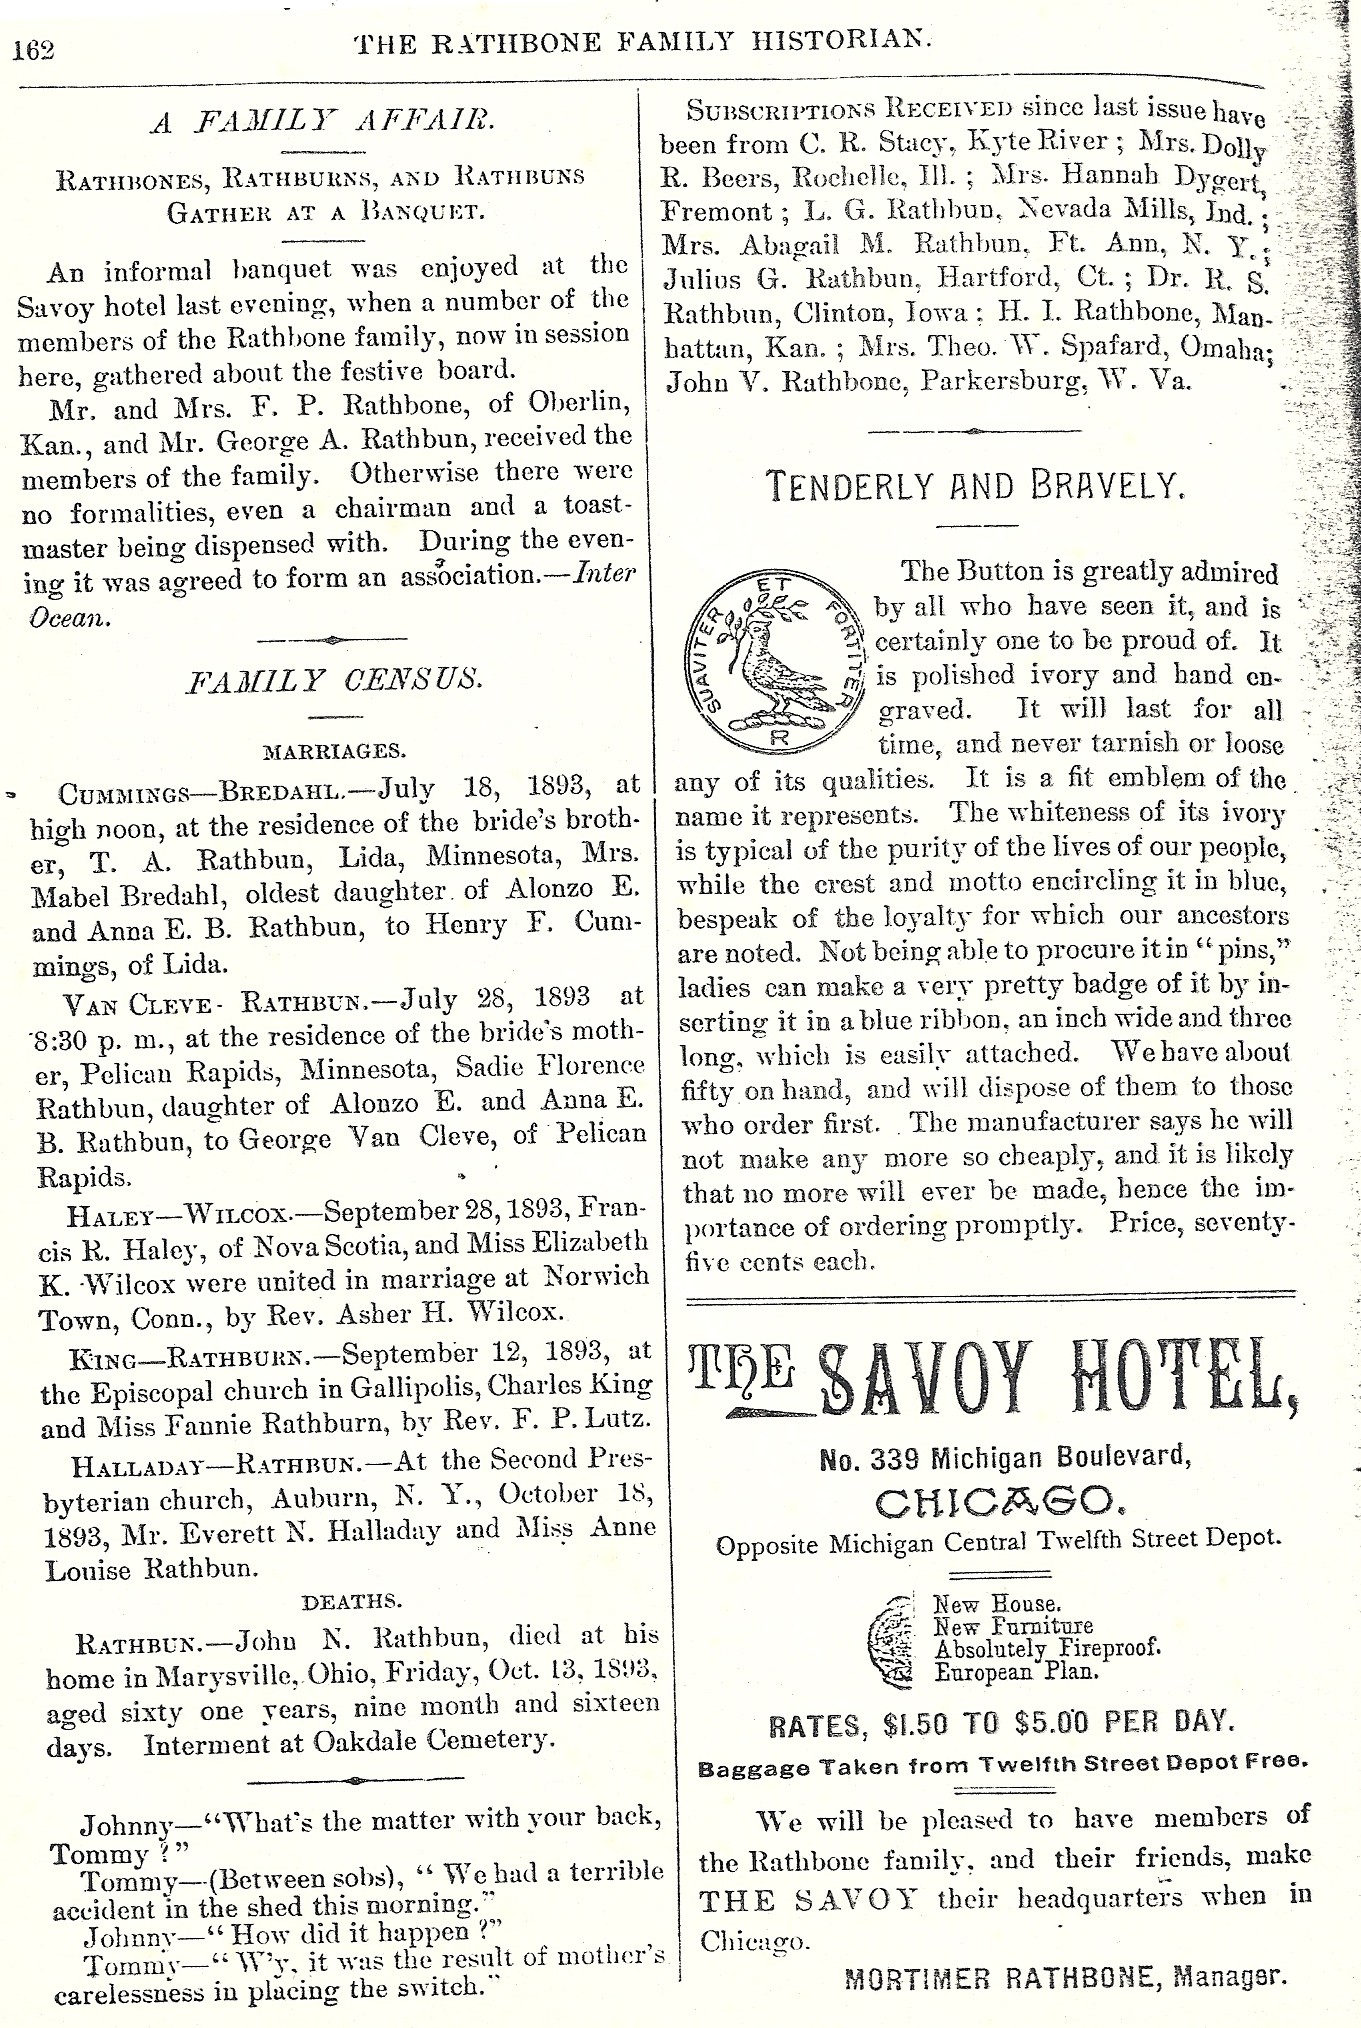 162
THE RATHBONE FAMILY HISTORIAN.
A FAMILY AFFAIR.
RATHBONES, RATHBURNS, AND RATHBUNS
GATHER AT A BANQUET.
An informal banquet was enjoyed at the
Savoy hotel last evening, when a number of the
members of the Rathbone family, now in session
here, gathered about the festive board.
Mr. and Mrs. F. P. Rathbone, of Oberlin,
Kan., and Mr. George A. Rathbun, received the
members of the family. Otherwise there were
no formalities, even a chairman and a toast-
master being dispensed with. During the even-
ing it was agreed to form an association.—Inter
Ocean.
FAMILY CENSUS.
MARRIAGES.
CUMMINGS—BREDAHL.—July 18, 1893, at
high noon, at the residence of the bride's broth-
er, T. A. Rathbun, Lida, Minnesota, Mrs.
Mabel Bredahl, oldest daughter of Alonzo E.
and Anna E. B. Rathbun, to Henry F. Cum-
mings, of Lida.
VAN CLEVE- RATHBUN.—July 28, 1893 at
8:30 p. m., at the residence of the bride's moth-
er, Pelican Rapids, Minnesota, Sadie Florence
Rathbun, daughter of Alonzo E. and Anna E.
B. Rathbun, to George Van Cleve, of Pelican
Rapids.
HALEY—WILCOX.—September 28, 1893, Fran-
cis R. Haley, of Nova Scotia, and Miss Elizabeth
K. Wilcox were united in marriage at Norwich
Town, Conn., by Rev. Asher H. Wilcox.
KING—RATHBURN.—September 12, 1893, at
the Episcopal church in Gallipolis, Charles King
and Miss Fannie Rathburn, by Rev. F. P. Lutz.
HALLADAY—RATHBUN.—At the Second Pres-
byterian church, Auburn, N. Y., October 18,
1893, Mr. Everett N. Halladay and Miss Anne
Louise Rathbun.
DEATHS.
RATHBUN.—John N. Rathbun, died at his
home in Marysville, Ohio, Friday, Oct. 13, 1893,
aged sixty one years, nine month and sixteen
days. Interment at Oakdale Cemetery.
Johnny—"What's the matter with your back,
Tommy?"
Tommy—(Between sobs), "We had a terrible
accident in the shed this morning."
Johnny—"How did it happen?"
Tommy—"W'y, it was the result of mother's
carelessness in placing the switch."
SUBSCRIPTIONS RECEIVED since last issue have
been from C. R. Stacy, Kyte River; Mrs. Dolly
R. Beers, Rochelle, Ill.; Mrs. Hannah Dygert,
Fremont; L. G. Rathbun, Nevada Mills, Ind.;
Mrs. Abagail M. Rathbun, Ft. Ann, N. Y.;
Julius G. Rathbun, Hartford, Ct.; Dr. R. S.
Rathbun, Clinton, Iowa; H. I. Rathbone, Man-
hattan, Kan.; Mrs. Theo. W. Spafard, Omaha;
John V. Rathbone, Parkersburg, W. Va.
TENDERLY AND BRAVELY.
SUAVITER ET FORTITER
R
The Button is greatly admired
by all who have seen it, and is
certainly one to be proud of. It
is polished ivory and hand en-
graved. It will last for all
time, and never tarnish or loose
any of its qualities. It is a fit emblem of the
name it represents. The whiteness of its ivory
is typical of the purity of the lives of our people,
while the crest and motto encircling it in blue,
bespeak of the loyalty for which our ancestors
are noted. Not being able to procure it in "pins,"
ladies can make a very pretty badge of it by in-
serting it in a blue ribbon, an inch wide and three
long, which is easily attached. We have about
fifty on hand, and will dispose of them to those
who order first. The manufacturer says he will
not make any more so cheaply, and it is likely
that no more will ever be made, hence the im-
portance of ordering promptly. Price, seventy-
five cents each.
THE SAVOY HOTEL,
No. 339 Michigan Boulevard,
CHICAGO.
Opposite Michigan Central Twelfth Street Depot.
New House.
New Furniture
Absolutely Fireproof.
European Plan.
RATES, $1.50 TO $5.00 PER DAY.
Baggage Taken from Twelfth Street Depot Free.
We will be pleased to have members of
the Rathbone family, and their friends, make
THE SAVOY their headquarters when in
Chicago.
MORTIMER RATHBONE, Manager.